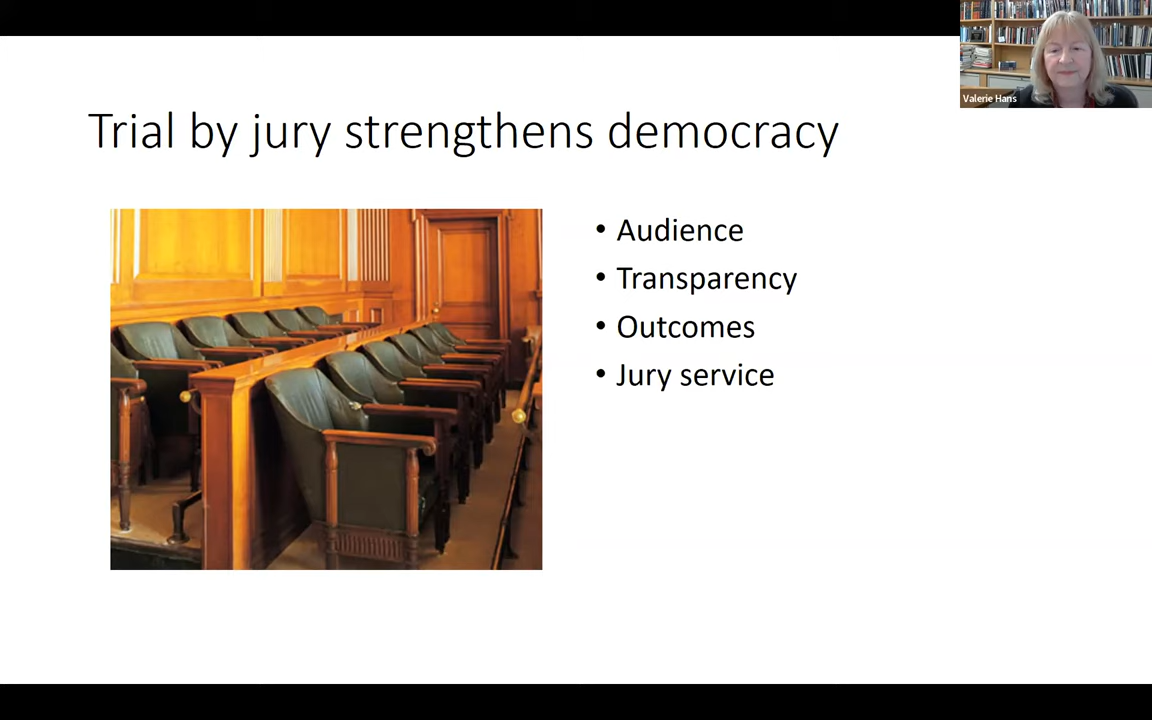 Valerie Hans
Trial by jury strengthens democracy
• Audience
• Transparency
• Outcomes
• Jury service